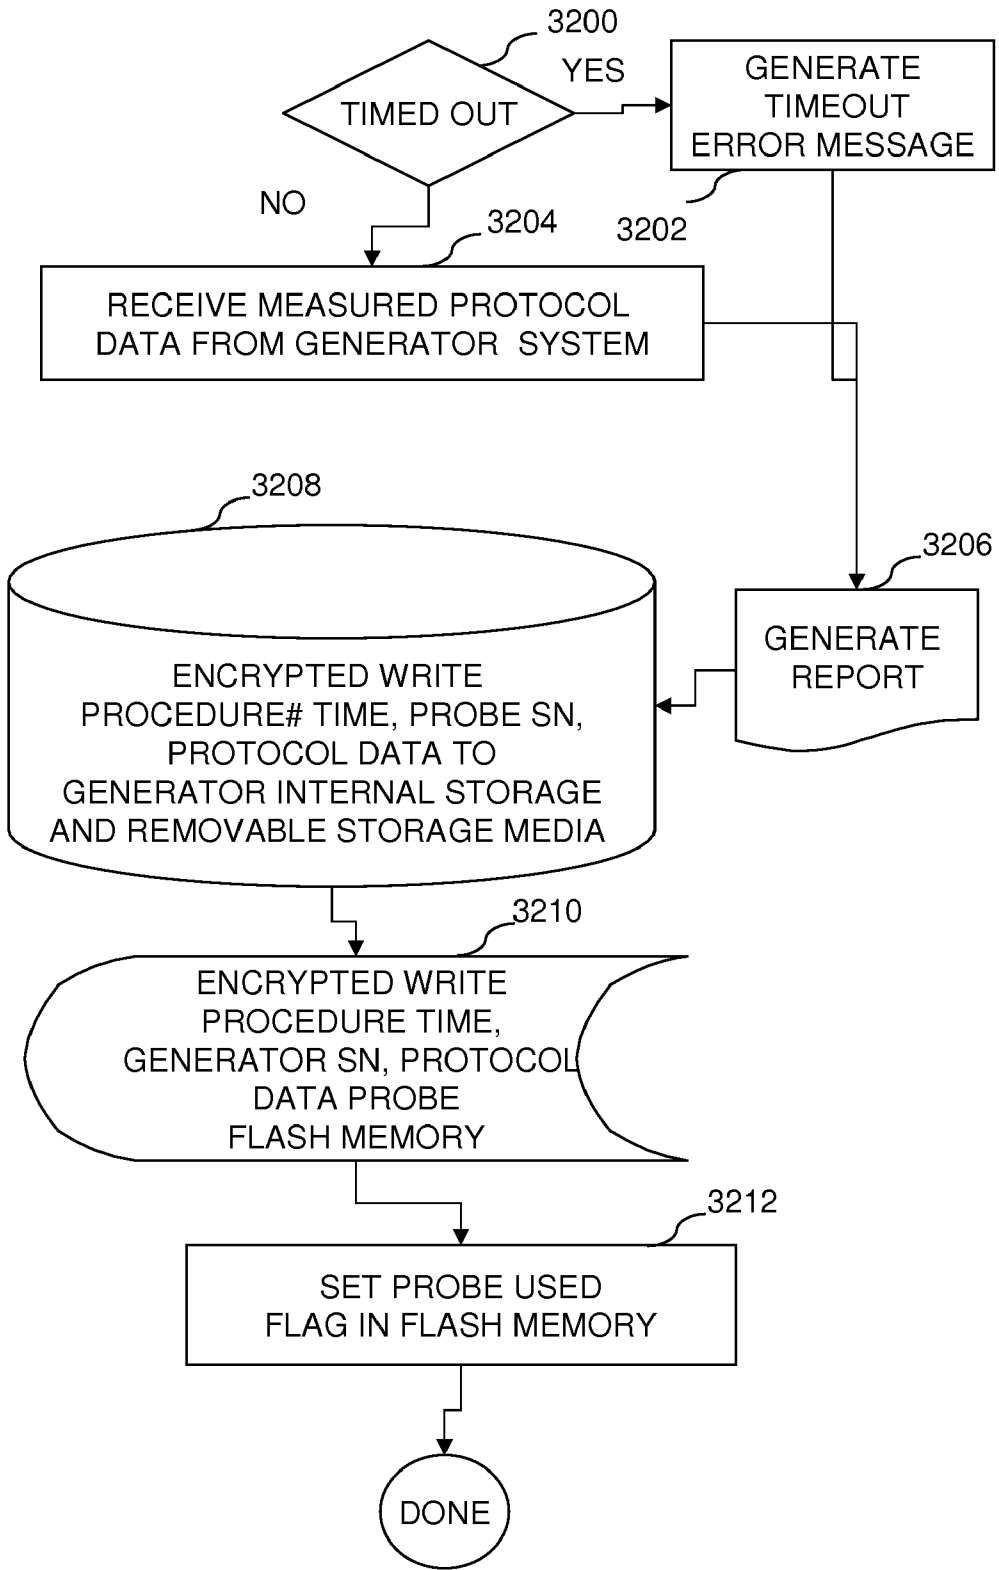 3200
TIMED OUT
YES
GENERATE
TIMEOUT
ERROR MESSAGE
NO
3202
3204
RECEIVE MEASURED PROTOCOL
DATA FROM GENERATOR SYSTEM
3208
3206
GENERATE
REPORT
ENCRYPTED WRITE
PROCEDURE# TIME, PROBE SN,
PROTOCOL DATA TO
GENERATOR INTERNAL STORAGE
AND REMOVABLE STORAGE MEDIA
3210
ENCRYPTED WRITE
PROCEDURE TIME,
GENERATOR SN, PROTOCOL
DATA PROBE
FLASH MEMORY
3212
SET PROBE USED
FLAG IN FLASH MEMORY
DONE